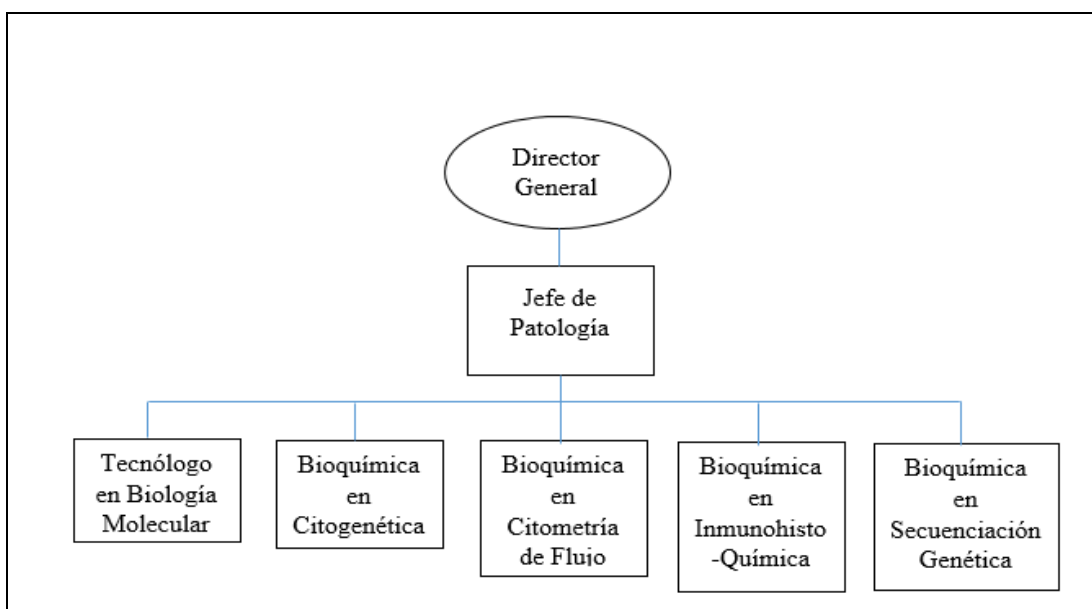 Director
General
Jefe de
Patología
Tecnólogo
en Biología
Molecular
Bioquímica
en
Citogenética
Bioquímica
en
Citometría
de Flujo
Bioquímica
en
Inmunohisto
-Química
Bioquímica
en
Secuenciación
Genética